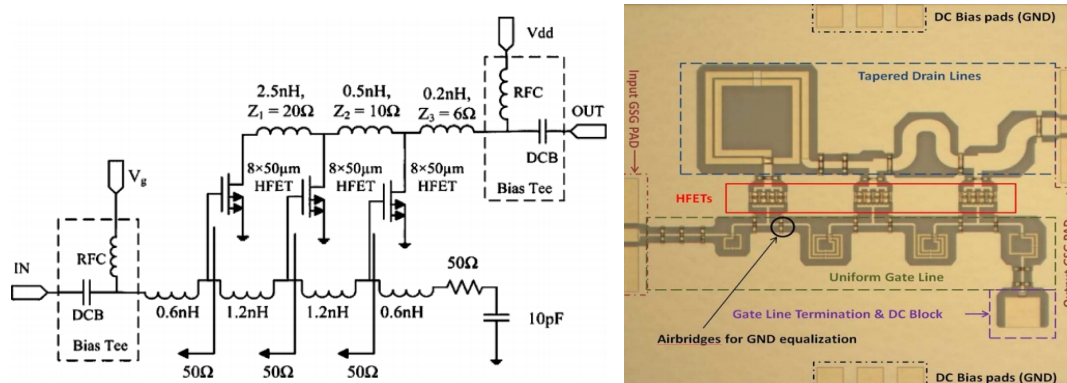 Vdd
RFC
OUT
DCB
Bias Tee
2.5nH,
Z₁ = 20Ω
0.5nH,
Z₂ = 10Ω
0.2nH,
Z₃ = 6Ω
8×50μm
HFET
8×50μm
HFET
8×50μm
HFET
Vg
IN
RFC
DCB
Bias Tee
0.6nH
1.2nH
1.2nH
0.6nH
50Ω
10pF
50Ω
50Ω
50Ω
DC Bias pads (GND)
Input GSG PAD
Tapered Drain Lines
HFETs
Uniform Gate Line
Gate Line Termination & DC Block
Airbridges for GND equalization
DC Bias pads (GND)